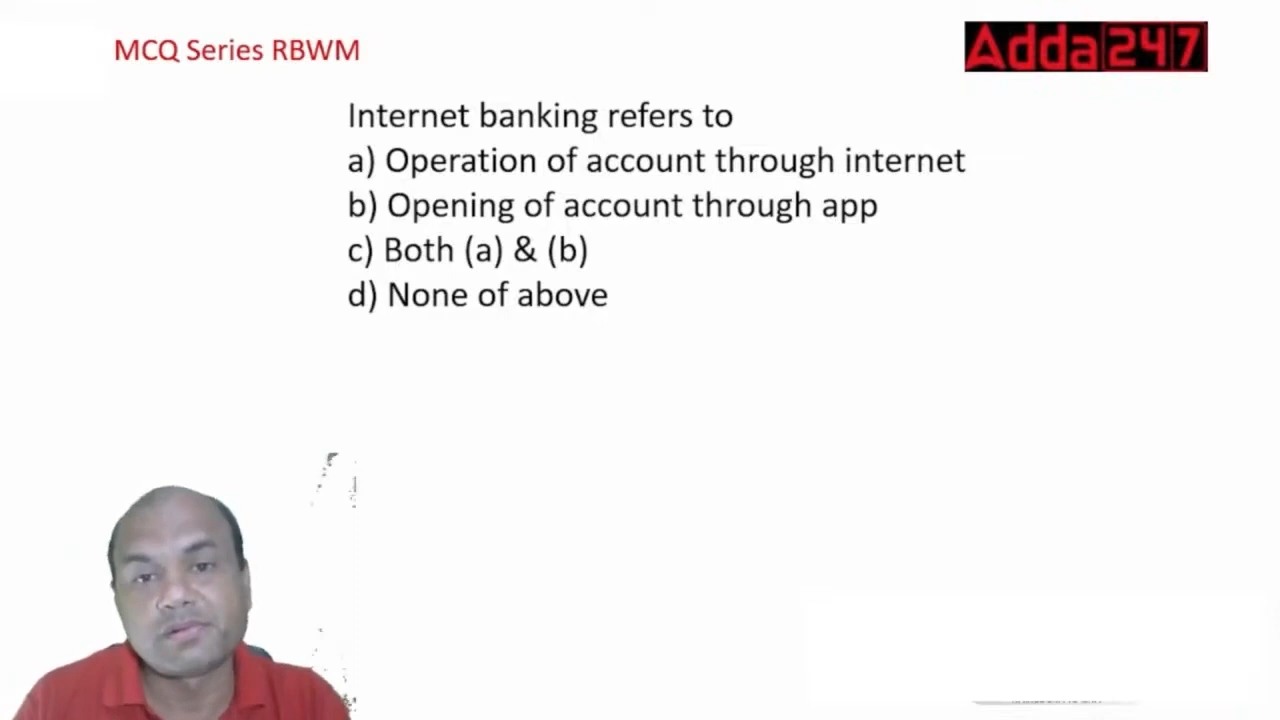 MCQ Series RBWM
Adda247
Internet banking refers to
a) Operation of account through internet
b) Opening of account through app
c) Both (a) & (b)
d) None of above